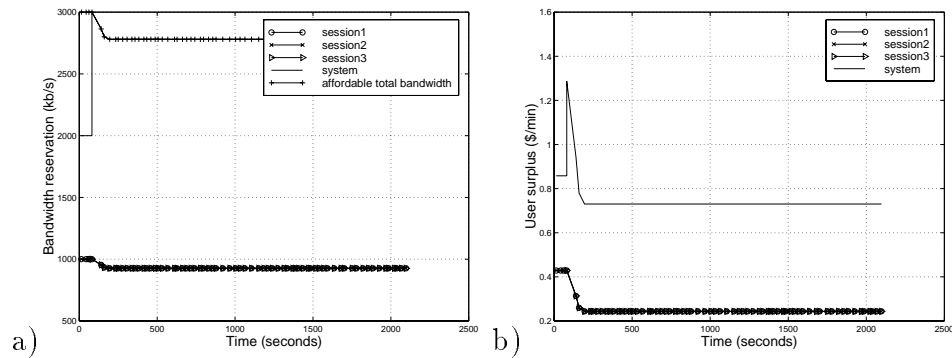 3000
2500
2000
1500
1000
500
Bandwidth reservation (kb/s)
session1
session2
session3
system
affordable total bandwidth
0 500 1000 1500 2000 2500
Time (seconds)
a)
1.6
1.4
1.2
1
0.8
0.6
0.4
0.2
User surplus ($/min)
session1
session2
session3
system
0 500 1000 1500 2000 2500
Time (seconds)
b)